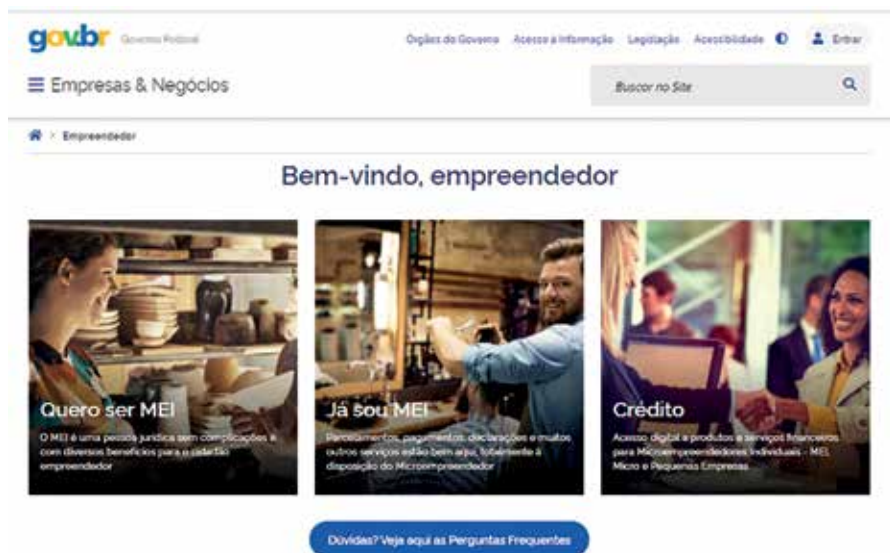 gov.br Governo Federal
Órgãos do Governo Acesso à Informação Legislação Acessibilidade Entrar
Empresas & Negócios
Buscar no Site
> Empreendedor
Bem-vindo, empreendedor
Quero ser MEI
O MEI é uma pessoa jurídica sem complicações e
com diversos benefícios para o cidadão
empreendedor
Já sou MEI
Parcelamentos, pagamentos, declarações e muitos
outros serviços estão bem aqui, totalmente à
disposição do Microempreendedor
Crédito
Acesso digital a produtos e serviços financeiros
para Microempreendedores Individuais - MEI,
Micro e Pequenas Empresas
Dúvidas? Veja aqui as Perguntas Frequentes